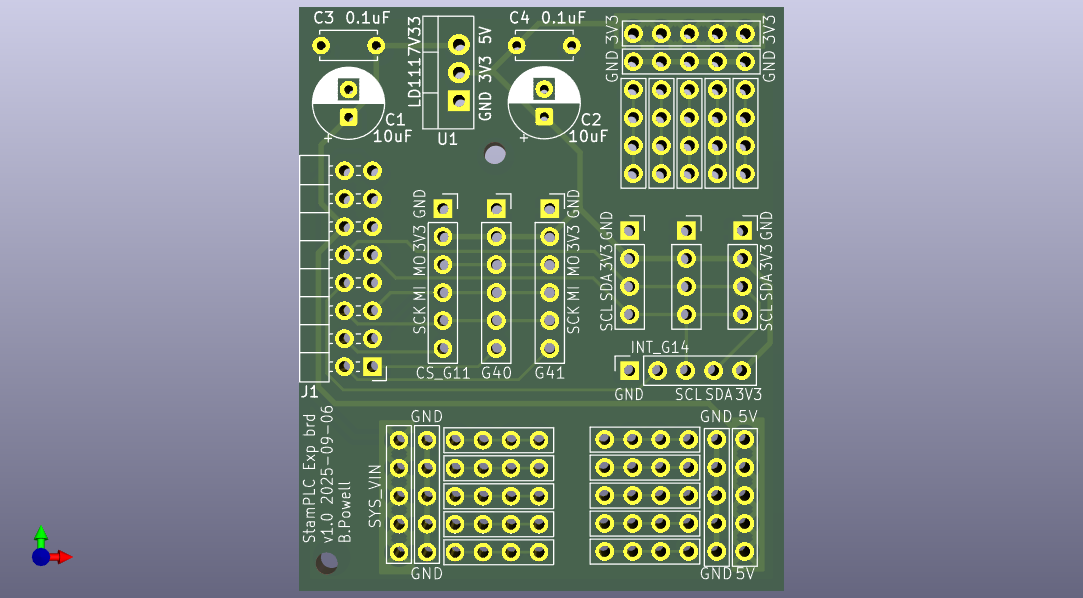 C3 0.1uF
C4 0.1uF
LD1117V33
5V
3V3
GND
U1
+
C1
10uF
+
C2
10uF
GND 3V3
GND 3V3
GND
3V3
MO
MI
SCK
CS_G11
G40
G41
GND
3V3
MO
MI
SCK
GND
3V3
SDA
SCL
GND
3V3
SDA
SCL
INT_G14
GND
SCL SDA 3V3
J1
StamPLC Exp brd
v1.0 2025-09-06
B.Powell
SYS_VIN
GND
GND
GND 5V
GND 5V